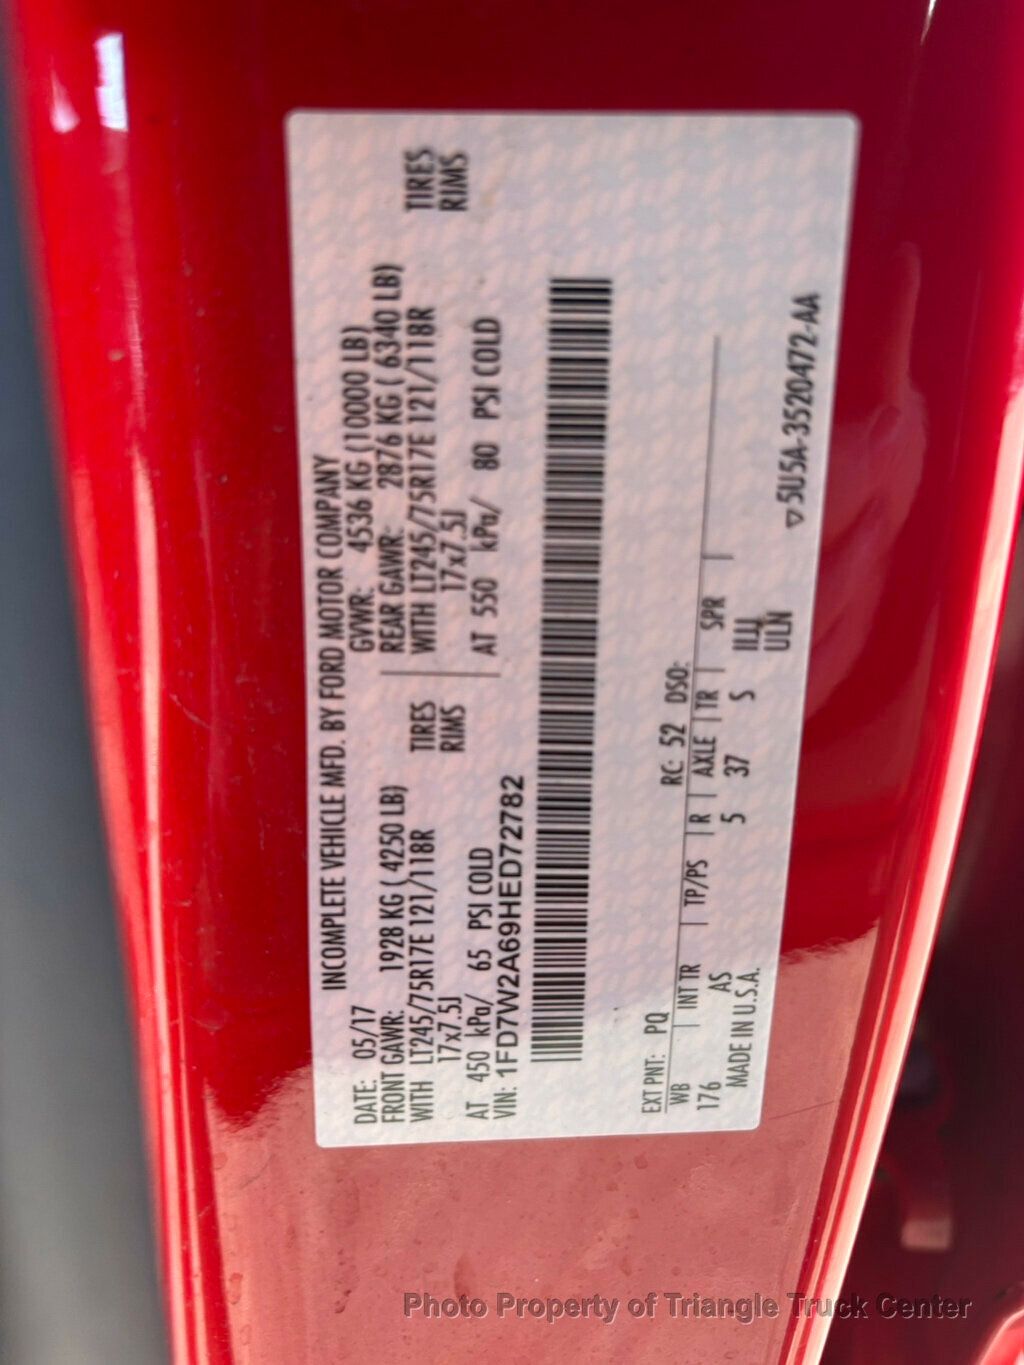 INCOMPLETE VEHICLE MFD. BY FORD MOTOR COMPANY
DATE: 05/17 GVWR: 4536 KG (10000 LB)
FRONT GAWR: 1928 KG ( 4250 LB) REAR GAWR: 2876 KG ( 6340 LB)
WITH LT245/75R17E 121/118R TIRES WITH LT245/75R17E 121/118R TIRES
17x7.5J RIMS 17x7.5J RIMS
AT 450 kPa/ 65 PSI COLD AT 550 kPa/ 80 PSI COLD
VIN: 1FD7W2A69HED72782
EXT PNT: PQ RC: 52 DSO:
WB | INT TR | TP/PS | R | AXLE | TR | SPR |
176 AS 5 37 S
MADE IN U.S.A. ULN
▽5U5A-3520472-AA
Photo Property of Triangle Truck Center